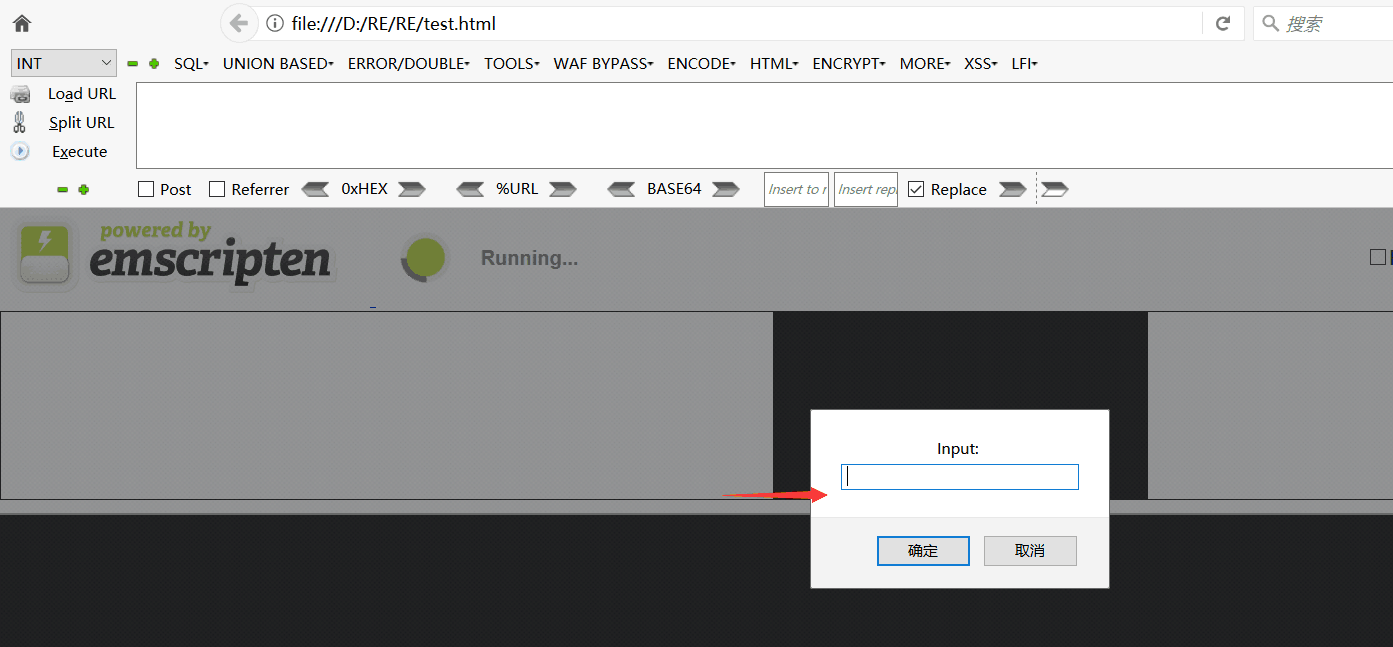 file:///D:/RE/RE/test.html
搜索
INT SQL UNION BASED ERROR/DOUBLE TOOLS WAF BYPASS ENCODE HTML ENCRYPT MORE XSS LFI
Load URL
Split URL
Execute
Post Referrer 0xHEX %URL BASE64 Insert to r Insert repl Replace
powered by
emscripten
Running...
Input:
确定 取消